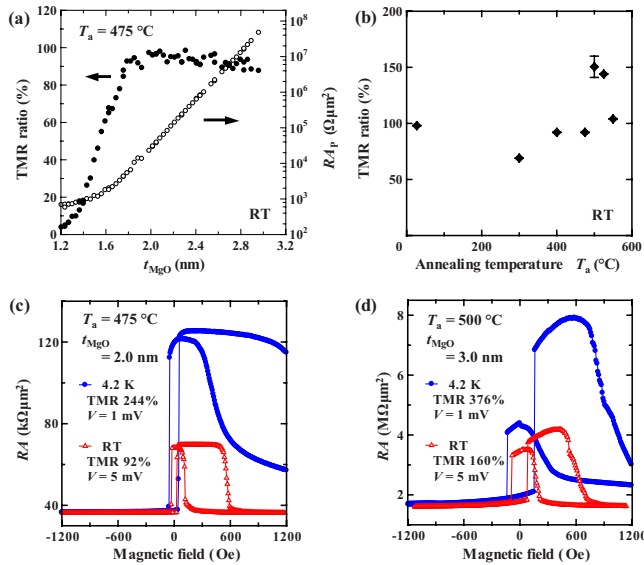 (a)
T_a = 475 °C
TMR ratio (%)
120
100
80
60
40
20
0
10^8
10^7
10^6
10^5
10^4
10^3
10^2
RA_P (Ωμm²)
RT
1.2 1.6 2.0 2.4 2.8 3.2
t_MgO (nm)
(b)
TMR ratio (%)
200
150
100
50
0
RT
0 200 400 600
Annealing temperature T_a (°C)
(c)
T_a = 475 °C
t_MgO
= 2.0 nm
4.2 K
TMR 244%
V = 1 mV
RT
TMR 92%
V = 5 mV
RA (kΩμm²)
130
100
70
40
-1200 -600 0 600 1200
Magnetic field (Oe)
(d)
T_a = 500 °C
t_MgO
= 3.0 nm
4.2 K
TMR 376%
V = 1 mV
RT
TMR 160%
V = 5 mV
RA (MΩμm²)
8
6
4
2
-1200 -600 0 600 1200
Magnetic field (Oe)